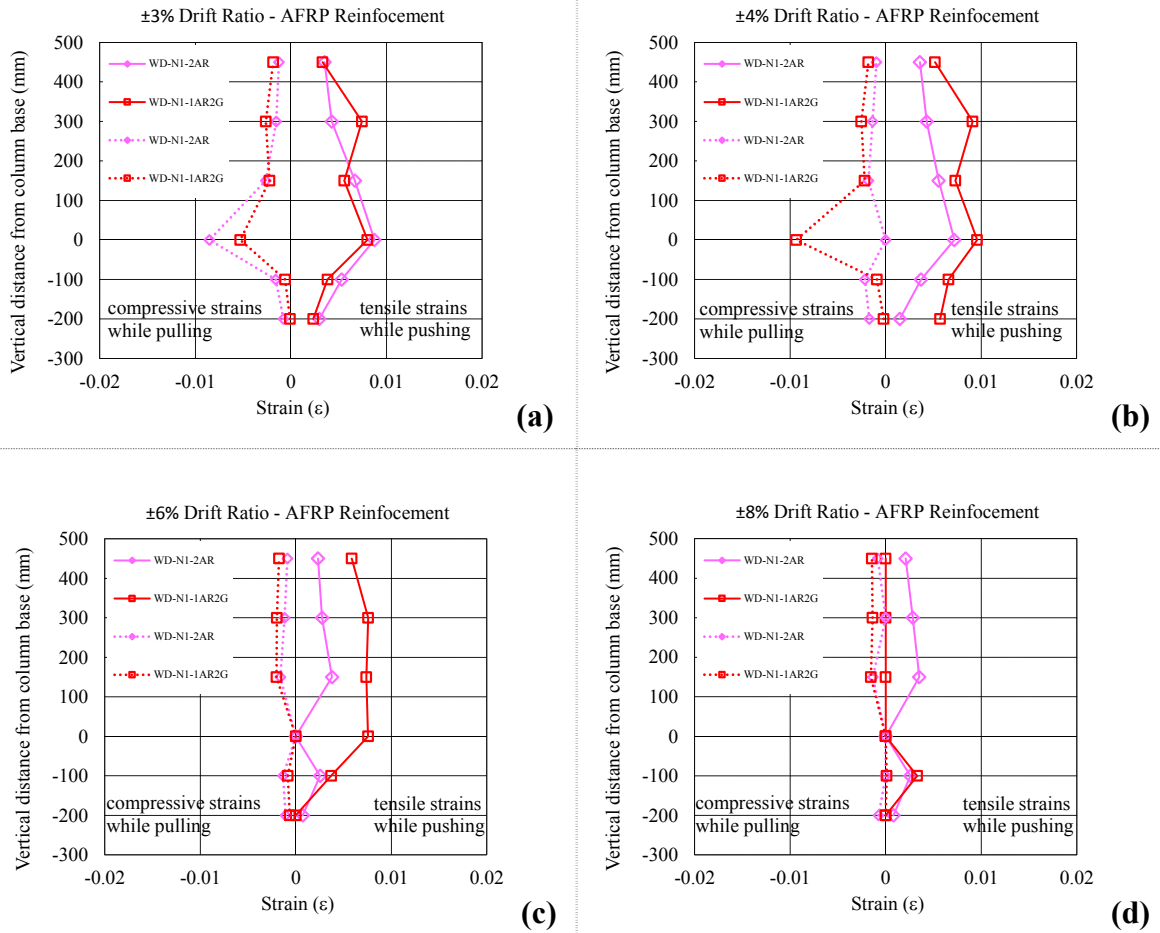 ±3% Drift Ratio - AFRP Reinfocement
Vertical distance from column base (mm)
500
400
300
200
100
0
-100
-200
-300
WD-N1-2AR
WD-N1-1AR2G
WD-N1-2AR
WD-N1-1AR2G
compressive strains
while pulling
tensile strains
while pushing
-0.02
-0.01
0
0.01
0.02
Strain (ε)
(a)
±4% Drift Ratio - AFRP Reinfocement
Vertical distance from column base (mm)
500
400
300
200
100
0
-100
-200
-300
WD-N1-2AR
WD-N1-1AR2G
WD-N1-2AR
WD-N1-1AR2G
compressive strains
while pulling
tensile strains
while pushing
-0.02
-0.01
0
0.01
0.02
Strain (ε)
(b)
±6% Drift Ratio - AFRP Reinfocement
Vertical distance from column base (mm)
500
400
300
200
100
0
-100
-200
-300
WD-N1-2AR
WD-N1-1AR2G
WD-N1-2AR
WD-N1-1AR2G
compressive strains
while pulling
tensile strains
while pushing
-0.02
-0.01
0
0.01
0.02
Strain (ε)
(c)
±8% Drift Ratio - AFRP Reinfocement
Vertical distance from column base (mm)
500
400
300
200
100
0
-100
-200
-300
WD-N1-2AR
WD-N1-1AR2G
WD-N1-2AR
WD-N1-1AR2G
compressive strains
while pulling
tensile strains
while pushing
-0.02
-0.01
0
0.01
0.02
Strain (ε)
(d)